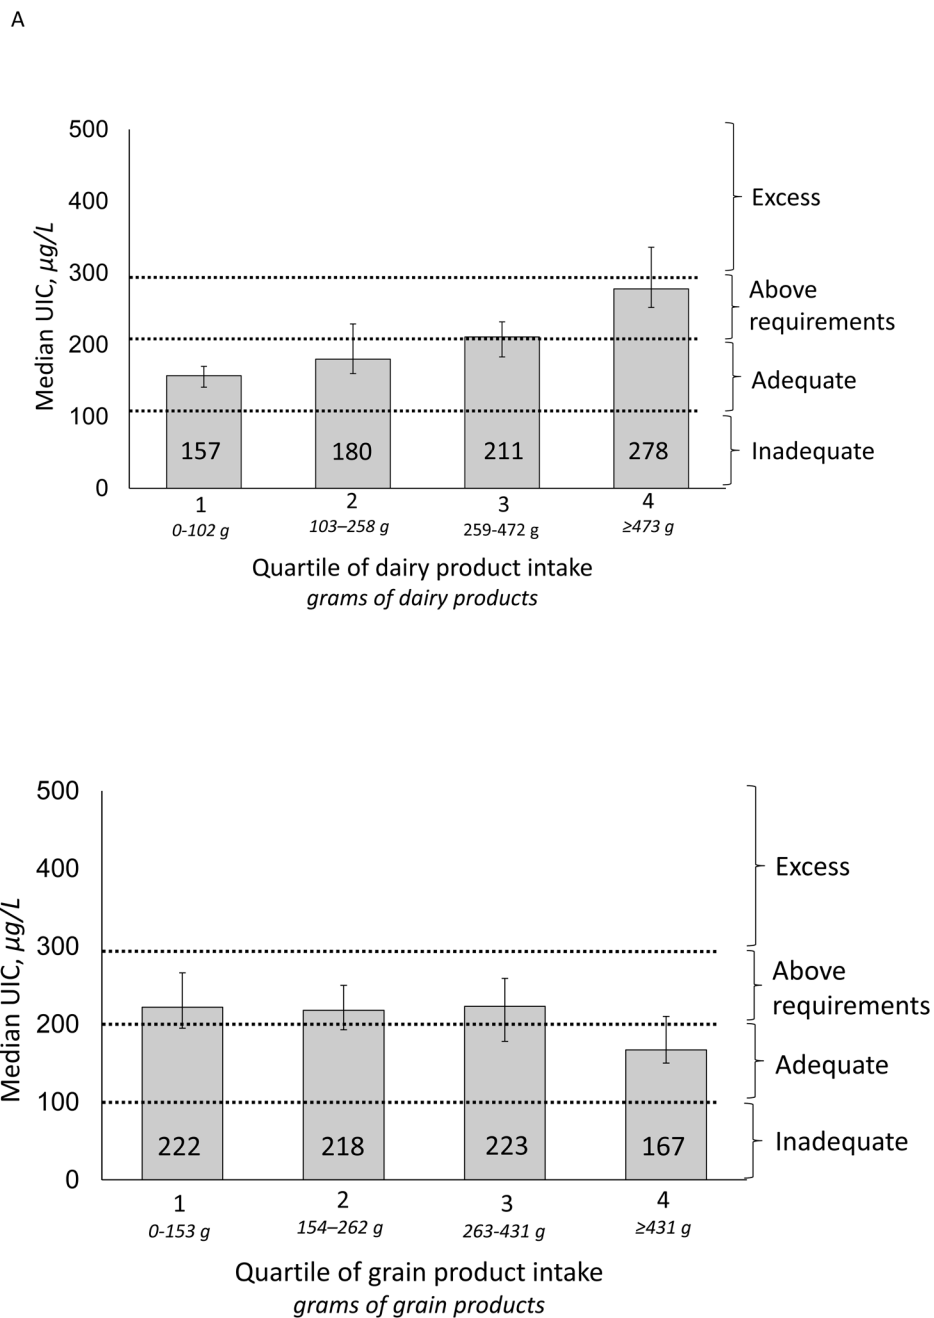 A
500
400
300
200
100
0
Median UIC, µg/L
Excess
Above
requirements
Adequate
Inadequate
157 180 211 278
1 2 3 4
0-102 g 103–258 g 259-472 g ≥473 g
Quartile of dairy product intake
grams of dairy products
500
400
300
200
100
0
Median UIC, µg/L
Excess
Above
requirements
Adequate
Inadequate
222 218 223 167
1 2 3 4
0-153 g 154–262 g 263-431 g ≥431 g
Quartile of grain product intake
grams of grain products